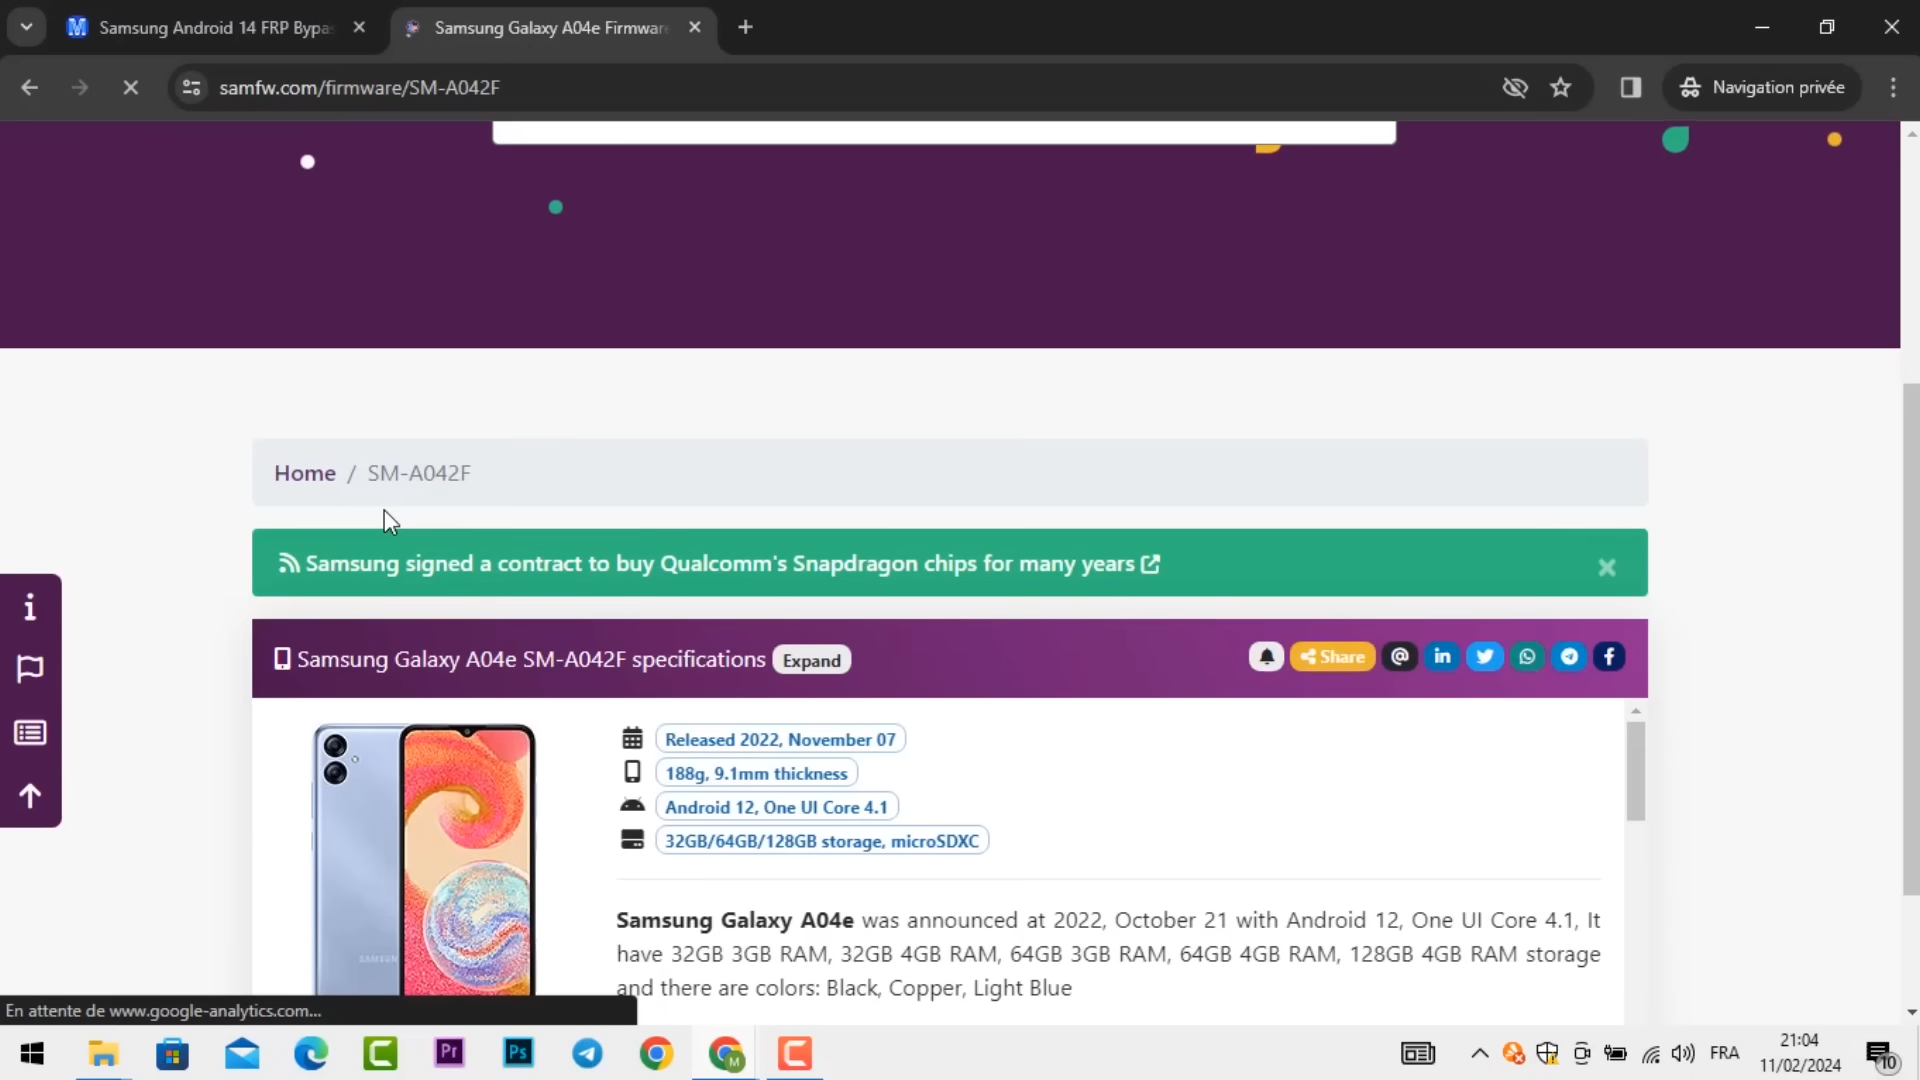 Samsung Android 14 FRP Bypa
Samsung Galaxy A04e Firmwar
samfw.com/firmware/SM-A042F
Navigation privée
Home / SM-A042F
Samsung signed a contract to buy Qualcomm's Snapdragon chips for many years
Samsung Galaxy A04e SM-A042F specifications Expand
Share
Released 2022, November 07
188g, 9.1mm thickness
Android 12, One UI Core 4.1
32GB/64GB/128GB storage, microSDXC
Samsung Galaxy A04e was announced at 2022, October 21 with Android 12, One UI Core 4.1, It
have 32GB 3GB RAM, 32GB 4GB RAM, 64GB 3GB RAM, 64GB 4GB RAM, 128GB 4GB RAM storage
and there are colors: Black, Copper, Light Blue
SAMSUNG
En attente de www.google-analytics.com...
Pr
Ps
M
FRA
21:04
11/02/2024
10